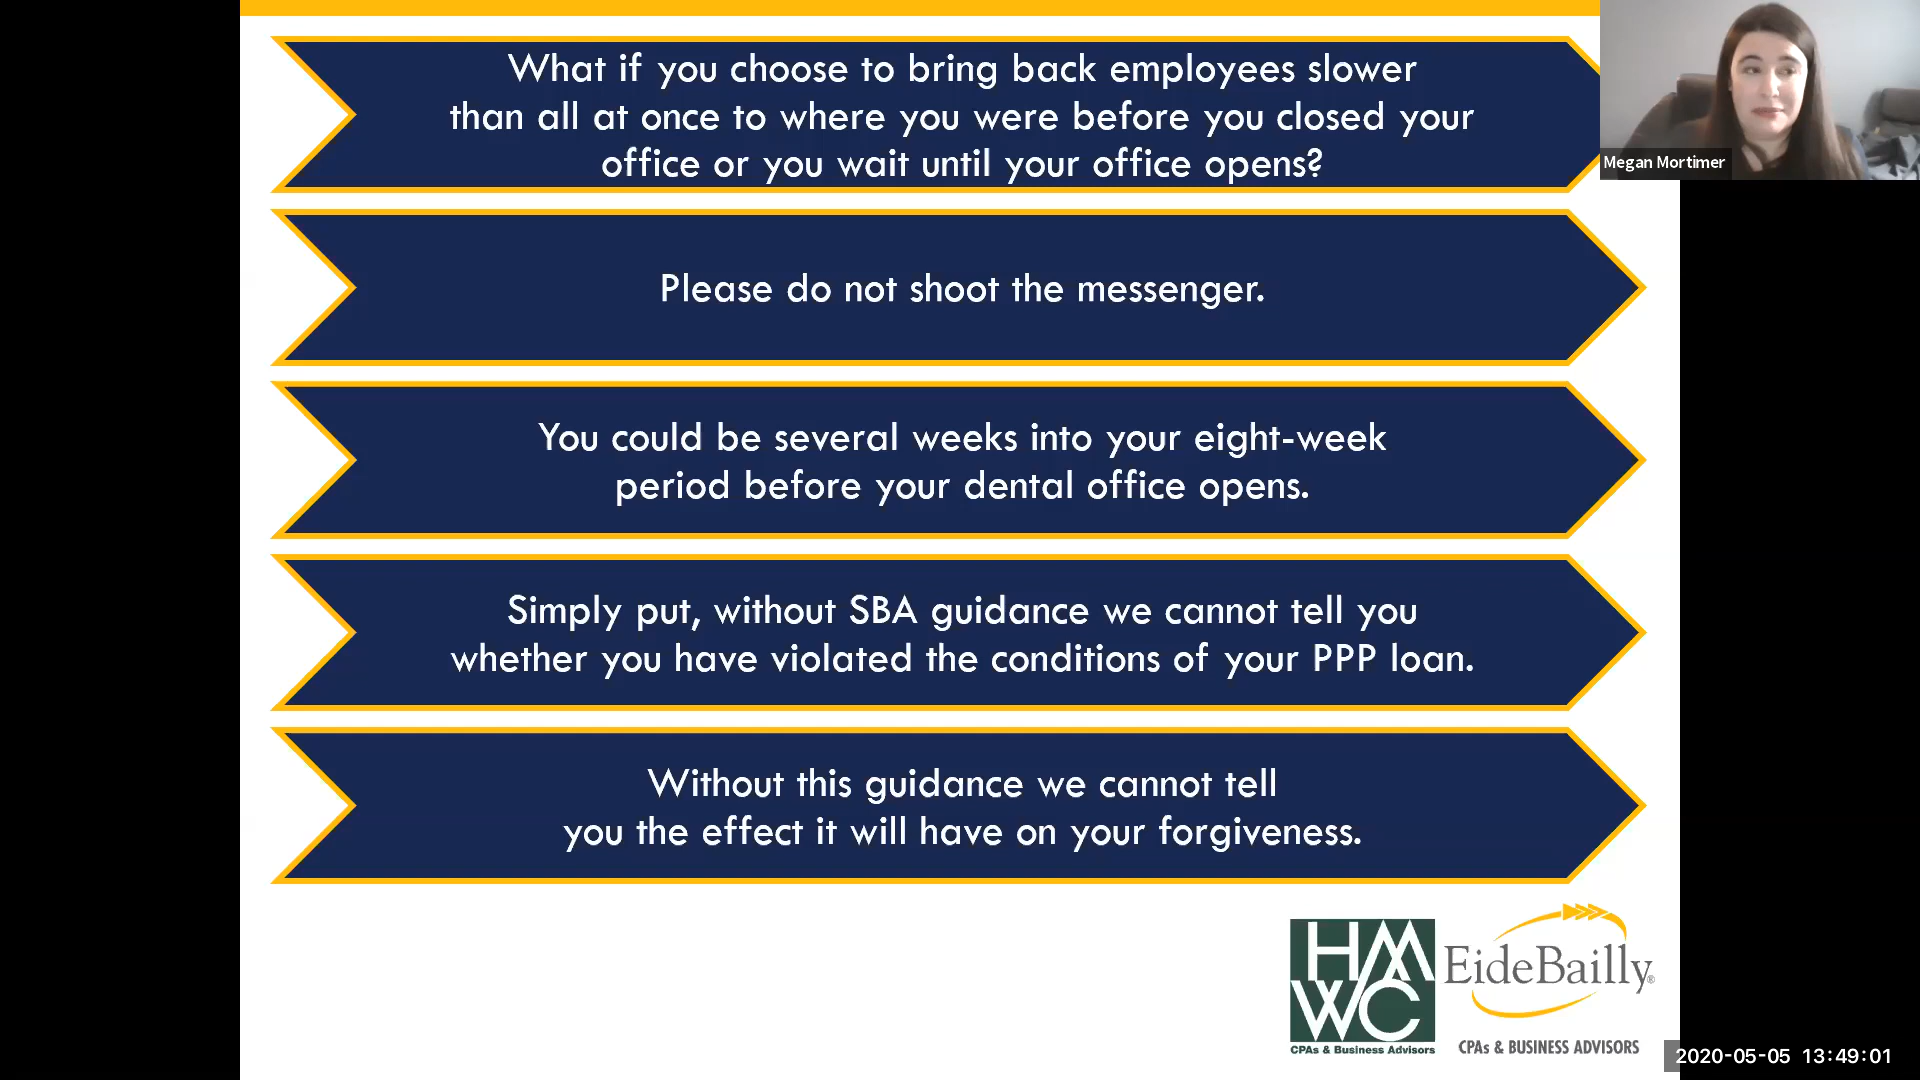 What if you choose to bring back employees slower
than all at once to where you were before you closed your
office or you wait until your office opens?
Megan Mortimer
Please do not shoot the messenger.
You could be several weeks into your eight-week
period before your dental office opens.
Simply put, without SBA guidance we cannot tell you
whether you have violated the conditions of your PPP loan.
Without this guidance we cannot tell
you the effect it will have on your forgiveness.
HM
WC
CPAs & Business Advisors
EideBailly®
CPAs & BUSINESS ADVISORS
2020-05-05 13:49:01